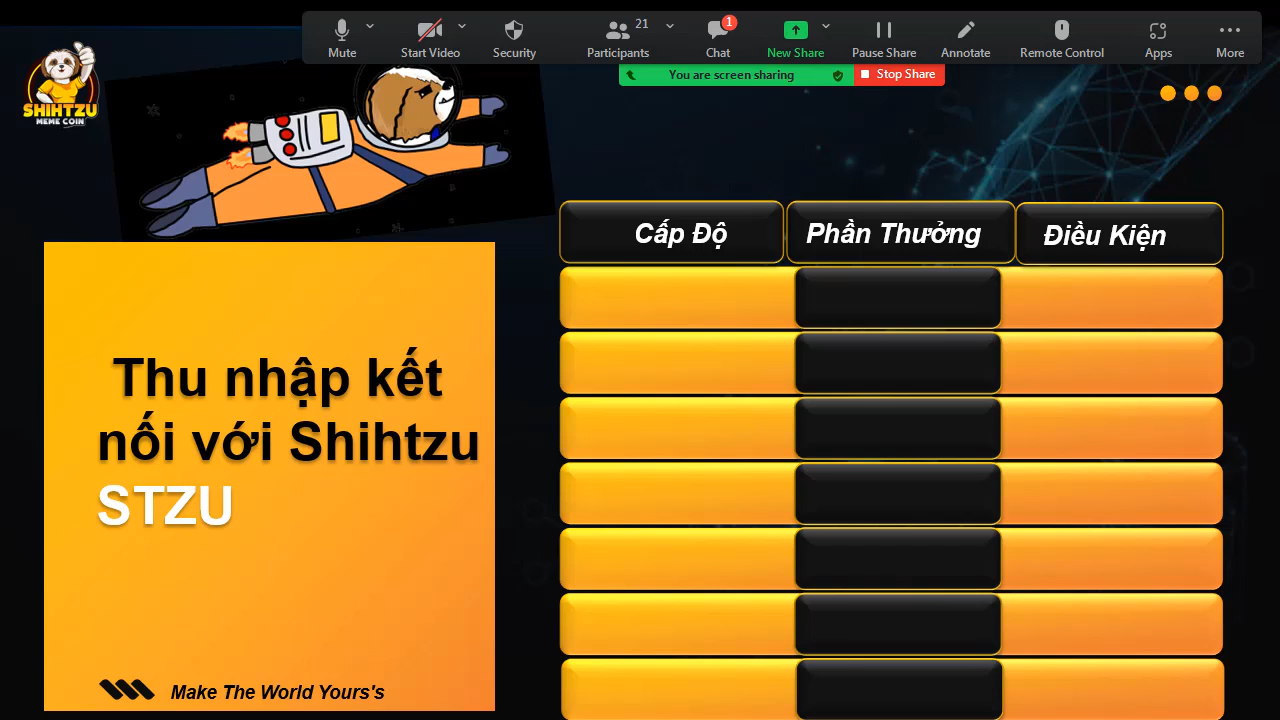 Mute
Start Video
Security
Participants
21
Chat
1
New Share
Pause Share
Annotate
Remote Control
Apps
More
You are screen sharing
Stop Share
SHIHTZU
MEME COIN
Cấp Độ
Phần Thưởng
Điều Kiện
Thu nhập kết
nối với Shihtzu
STZU
Make The World Yours's